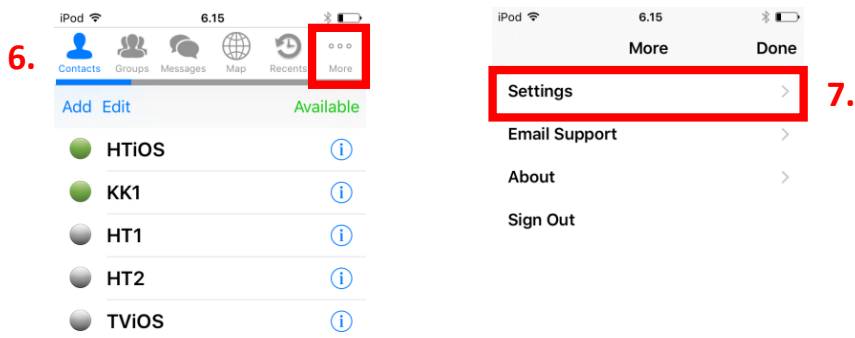 iPod 6.15
6.
Contacts Groups Messages Map Recents More
Add Edit Available
HTiOS
KK1
HT1
HT2
TViOS
iPod 6.15
More Done
Settings
7.
Email Support
About
Sign Out